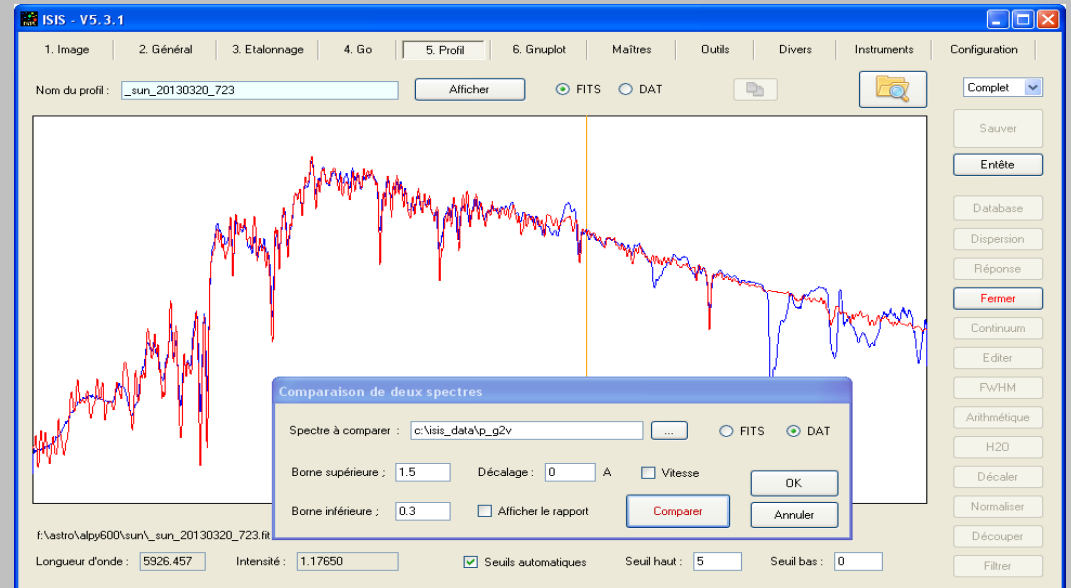 ISIS - V5.3.1
1. Image 2. Général 3. Etalonnage 4. Go 5. Profil 6. Gnuplot Maîtres Outils Divers Instruments Configuration
Nom du profil : _sun_20130320_723 Afficher FITS DAT Complet
Sauver
Entête
Database
Dispersion
Réponse
Fermer
Continuum
Editer
FWHM
Arithmétique
H2O
Décaler
Normaliser
Découper
Filtrer
Comparaison de deux spectres
Spectre à comparer : c:\isis_data\p_g2v ... FITS DAT
Borne supérieure ; 1.5 Décalage : 0 A Vitesse OK
Borne inférieure ; 0.3 Afficher le rapport Comparer Annuler
f:\astro\alpy600\sun\_sun_20130320_723.fit
Longueur d'onde : 5926.457 Intensité : 1.17650 Seuils automatiques Seuil haut : 5 Seuil bas : 0